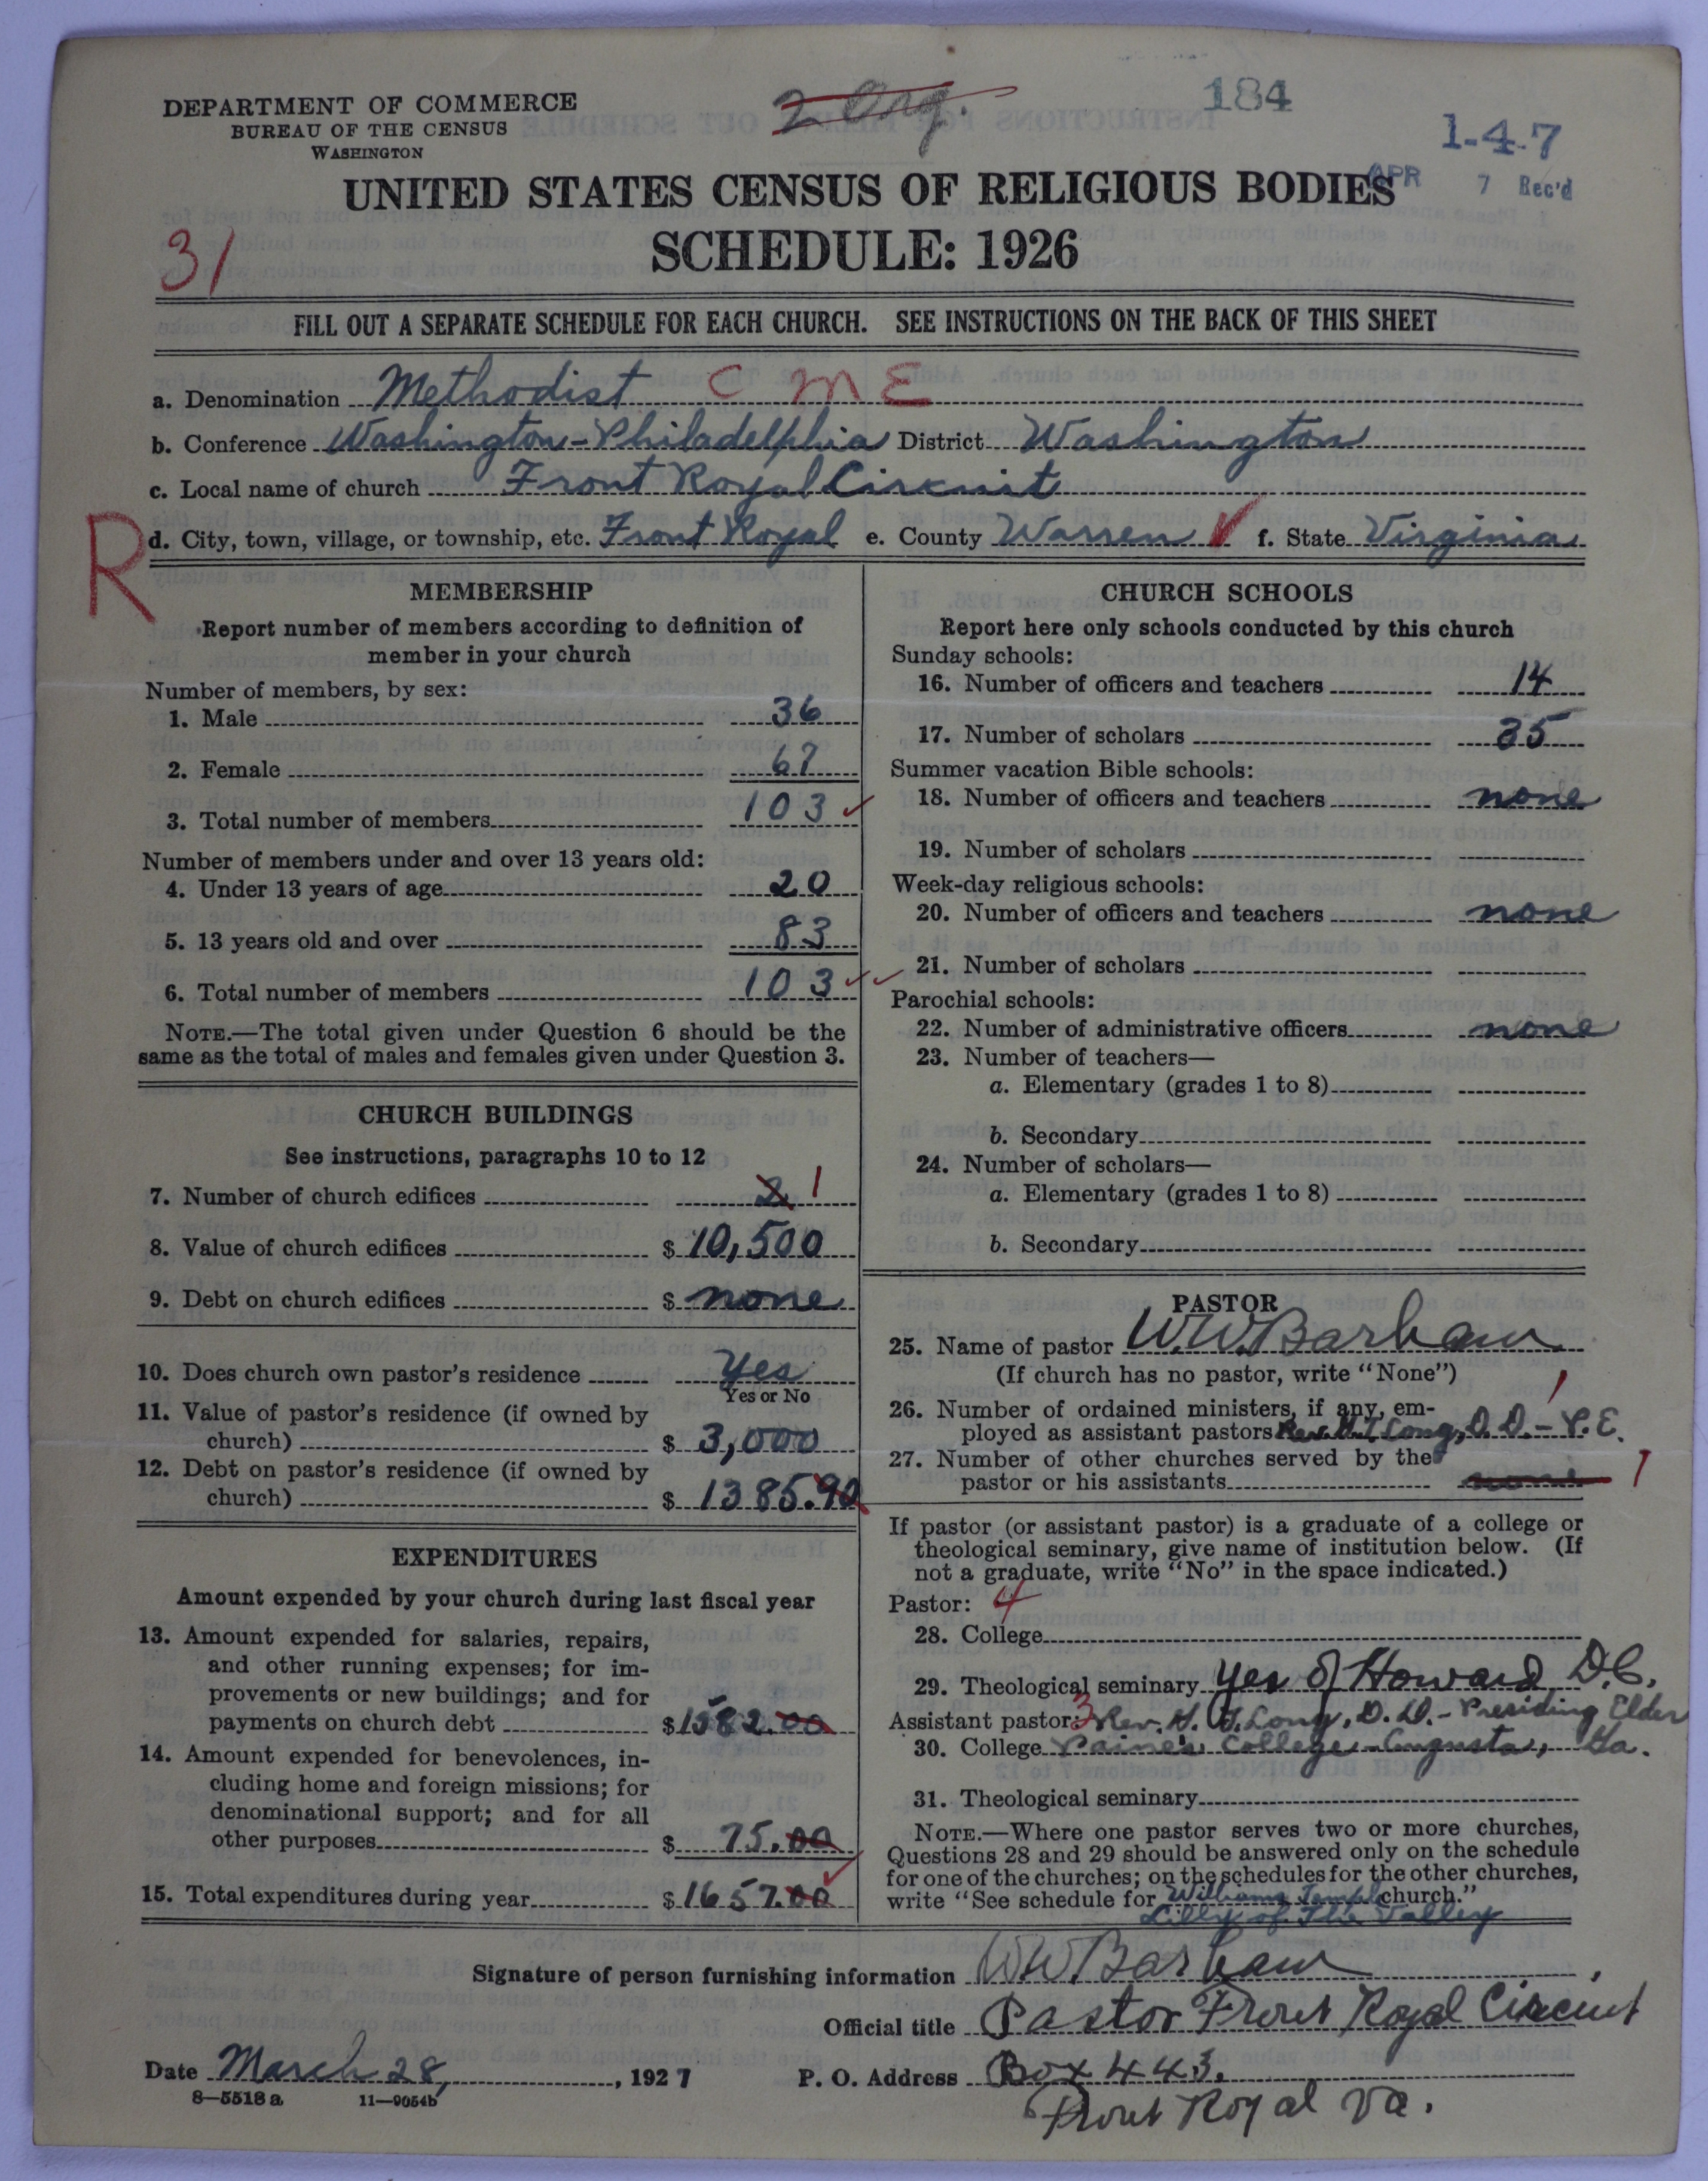 2 Org.
184
1-4-7
DEPARTMENT OF COMMERCE
BUREAU OF THE CENSUS
WASHINGTON
APR 7 Rec'd
UNITED STATES CENSUS OF RELIGIOUS BODIES
SCHEDULE: 1926
31
FILL OUT A SEPARATE SCHEDULE FOR EACH CHURCH. SEE INSTRUCTIONS ON THE BACK OF THIS SHEET
a. Denomination Methodist C M E
b. Conference Washington-Philadelphia District Washington
c. Local name of church Front Royal Circuit
R
d. City, town, village, or township, etc. Front Royal e. County Warren f. State Virginia
MEMBERSHIP
Report number of members according to definition of
member in your church
Number of members, by sex:
1. Male 36
2. Female 67
3. Total number of members 103
Number of members under and over 13 years old:
4. Under 13 years of age 20
5. 13 years old and over 83
6. Total number of members 103
NOTE.—The total given under Question 6 should be the
same as the total of males and females given under Question 3.
CHURCH BUILDINGS
See instructions, paragraphs 10 to 12
7. Number of church edifices 2 1
8. Value of church edifices $ 10,500
9. Debt on church edifices $ none
10. Does church own pastor's residence Yes
Yes or No
11. Value of pastor's residence (if owned by
church) $ 3,000
12. Debt on pastor's residence (if owned by
church) $ 1385.90
EXPENDITURES
Amount expended by your church during last fiscal year
13. Amount expended for salaries, repairs,
and other running expenses; for im-
provements or new buildings; and for
payments on church debt $ 1582.00
14. Amount expended for benevolences, in-
cluding home and foreign missions; for
denominational support; and for all
other purposes $ 75.00
15. Total expenditures during year $ 1657.00
CHURCH SCHOOLS
Report here only schools conducted by this church
Sunday schools:
16. Number of officers and teachers 14
17. Number of scholars 35
Summer vacation Bible schools:
18. Number of officers and teachers none
19. Number of scholars
Week-day religious schools:
20. Number of officers and teachers none
21. Number of scholars
Parochial schools:
22. Number of administrative officers none
23. Number of teachers—
a. Elementary (grades 1 to 8)
b. Secondary
24. Number of scholars—
a. Elementary (grades 1 to 8)
b. Secondary
PASTOR
25. Name of pastor W.W. Barham
(If church has no pastor, write "None")
26. Number of ordained ministers, if any, em- 1
ployed as assistant pastors Rev. H. T. Long, D. D. - P. E.
27. Number of other churches served by the
pastor or his assistants none 1
If pastor (or assistant pastor) is a graduate of a college or
theological seminary, give name of institution below. (If
not a graduate, write "No" in the space indicated.)
Pastor: 4
28. College
29. Theological seminary Yes of Howard, D.C.
Assistant pastor: 3 Rev. H. T. Long, D. D. - Presiding Elder
30. College Paine's College - Augusta, Ga.
31. Theological seminary
NOTE.—Where one pastor serves two or more churches,
Questions 28 and 29 should be answered only on the schedule
for one of the churches; on the schedules for the other churches,
write "See schedule for Williams Temple church."
Lilly of The Valley
Signature of person furnishing information W W Barham
Official title Pastor Front Royal Circuit
Date March 28, 1927
P. O. Address Box 443.
Front Royal Va.
8—5518 a 11—9054b